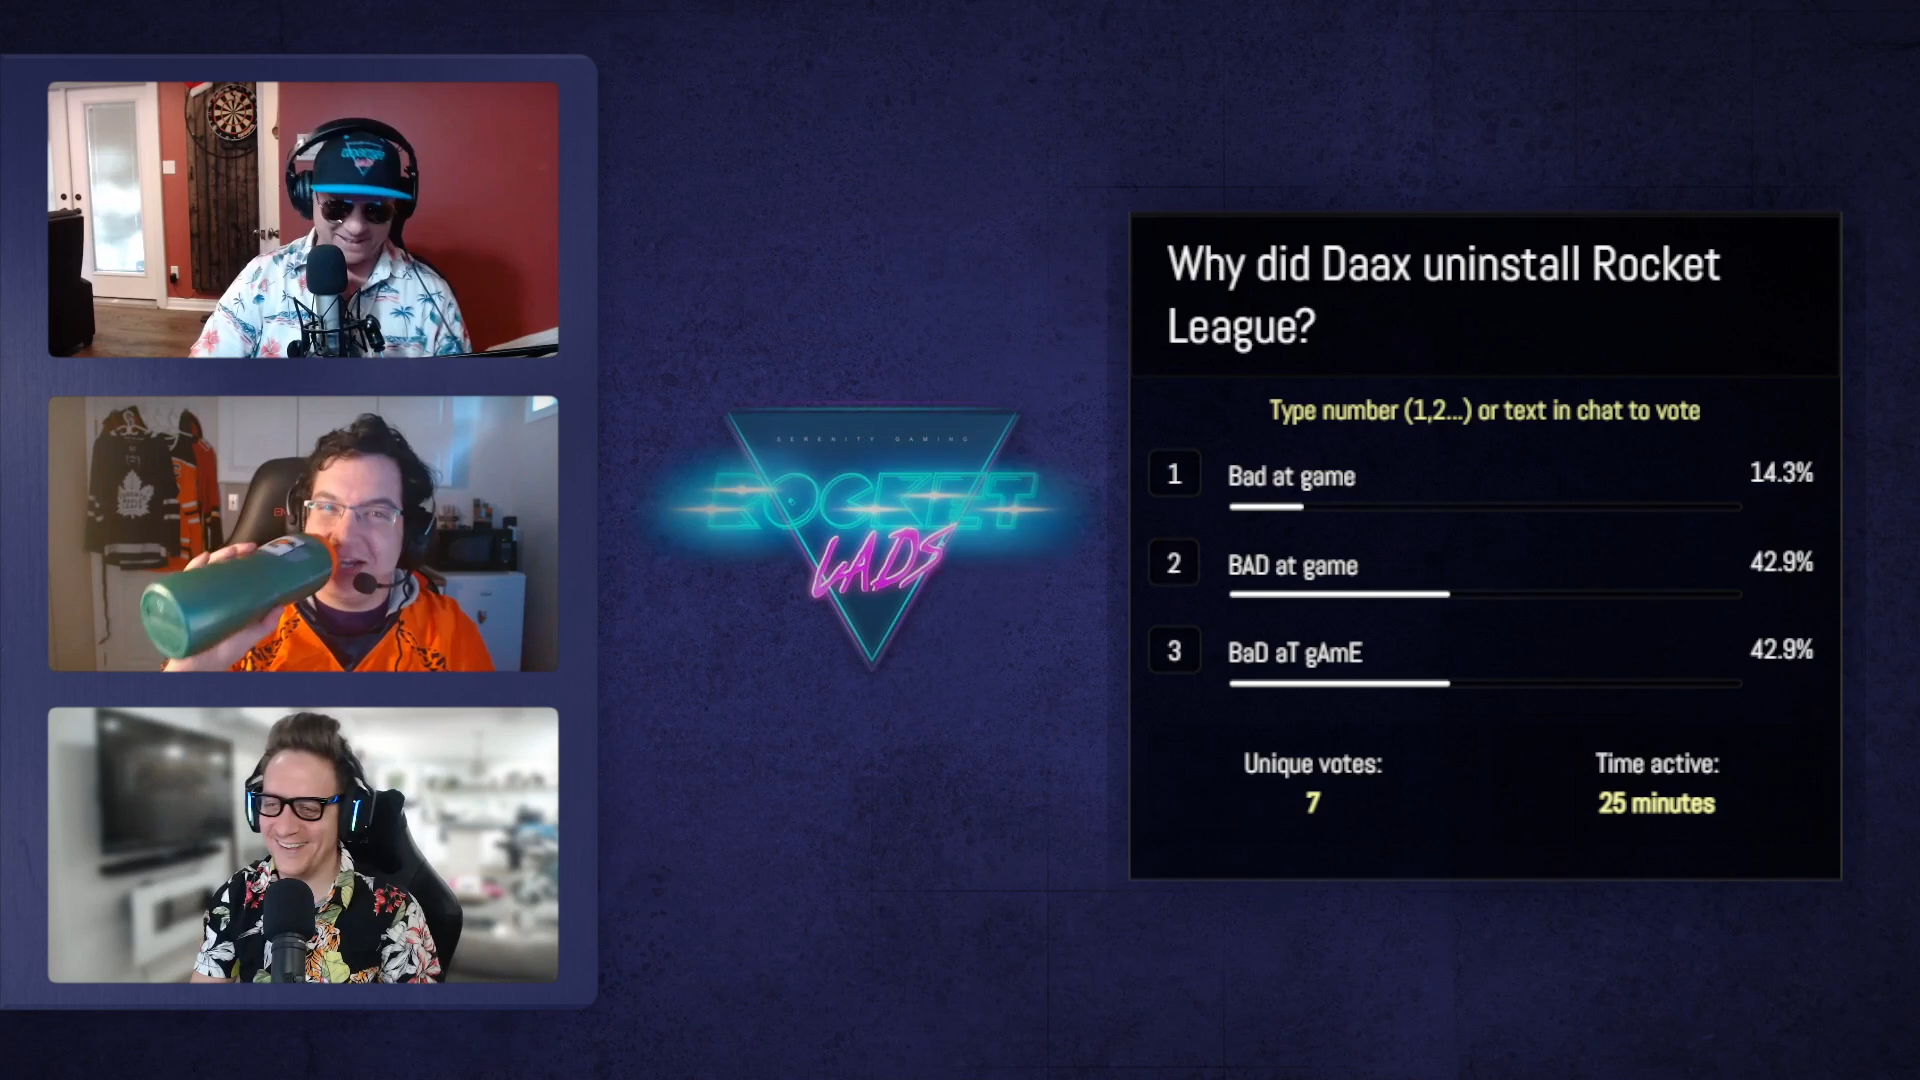 SERENITY GAMING
ROCKET
LADS
Why did Daax uninstall Rocket
League?
Type number (1,2...) or text in chat to vote
1 Bad at game 14.3%
2 BAD at game 42.9%
3 BaD aT gAmE 42.9%
Unique votes: Time active:
7 25 minutes